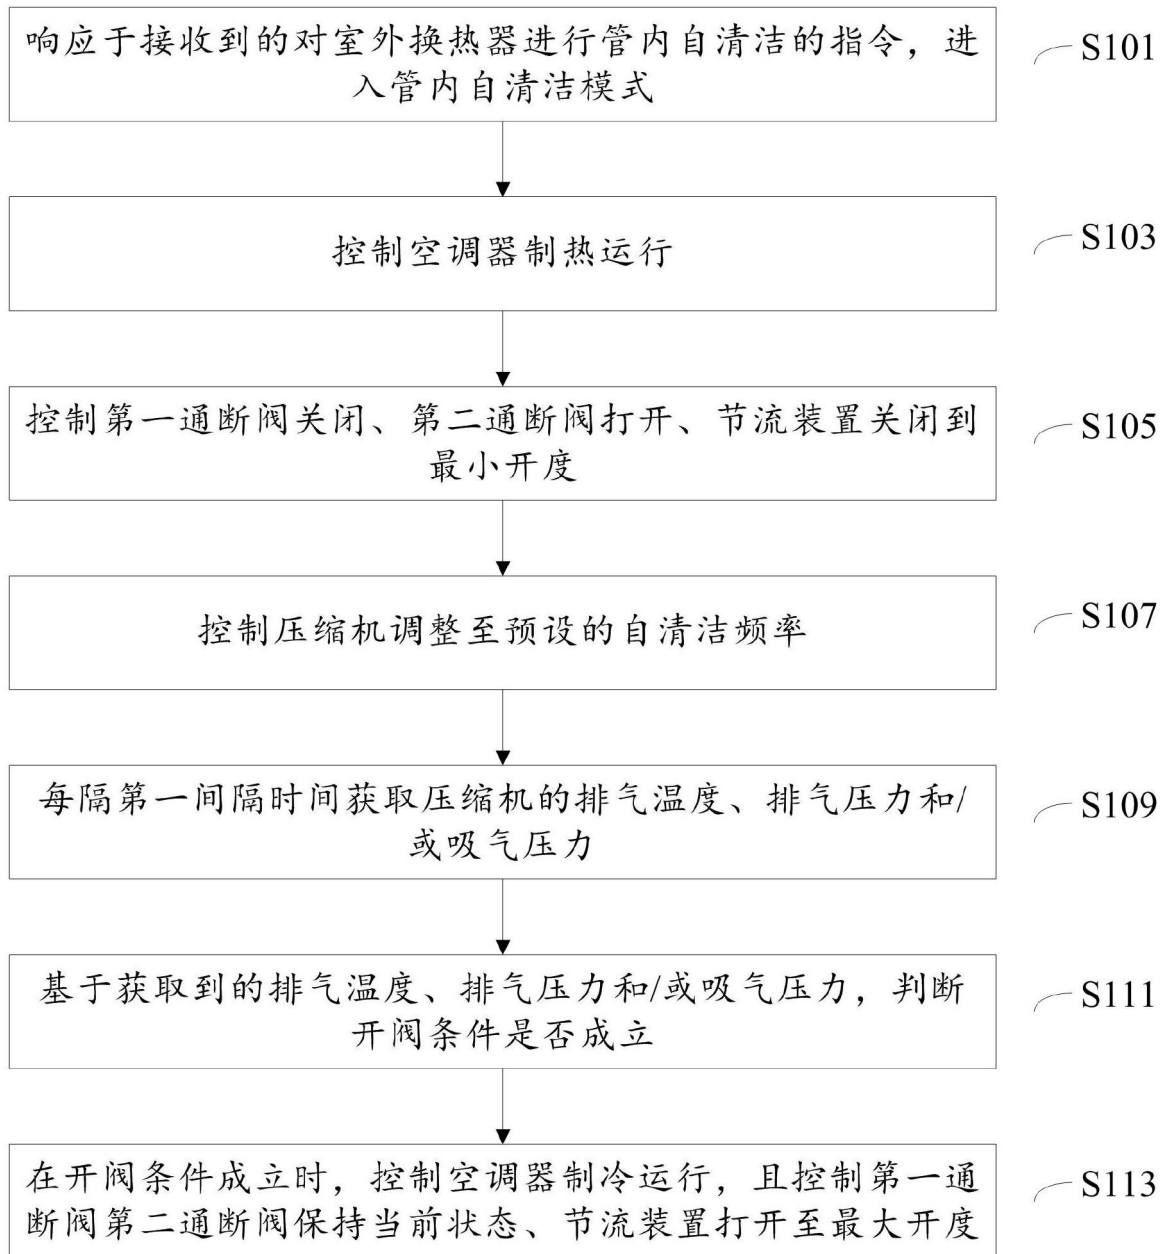 响应于接收到的对室外换热器进行管内自清洁的指令，进
入管内自清洁模式
S101
控制空调器制热运行
S103
控制第一通断阀关闭、第二通断阀打开、节流装置关闭到
最小开度
S105
控制压缩机调整至预设的自清洁频率
S107
每隔第一间隔时间获取压缩机的排气温度、排气压力和/
或吸气压力
S109
基于获取到的排气温度、排气压力和/或吸气压力，判断
开阀条件是否成立
S111
在开阀条件成立时，控制空调器制冷运行，且控制第一通
断阀第二通断阀保持当前状态、节流装置打开至最大开度
S113